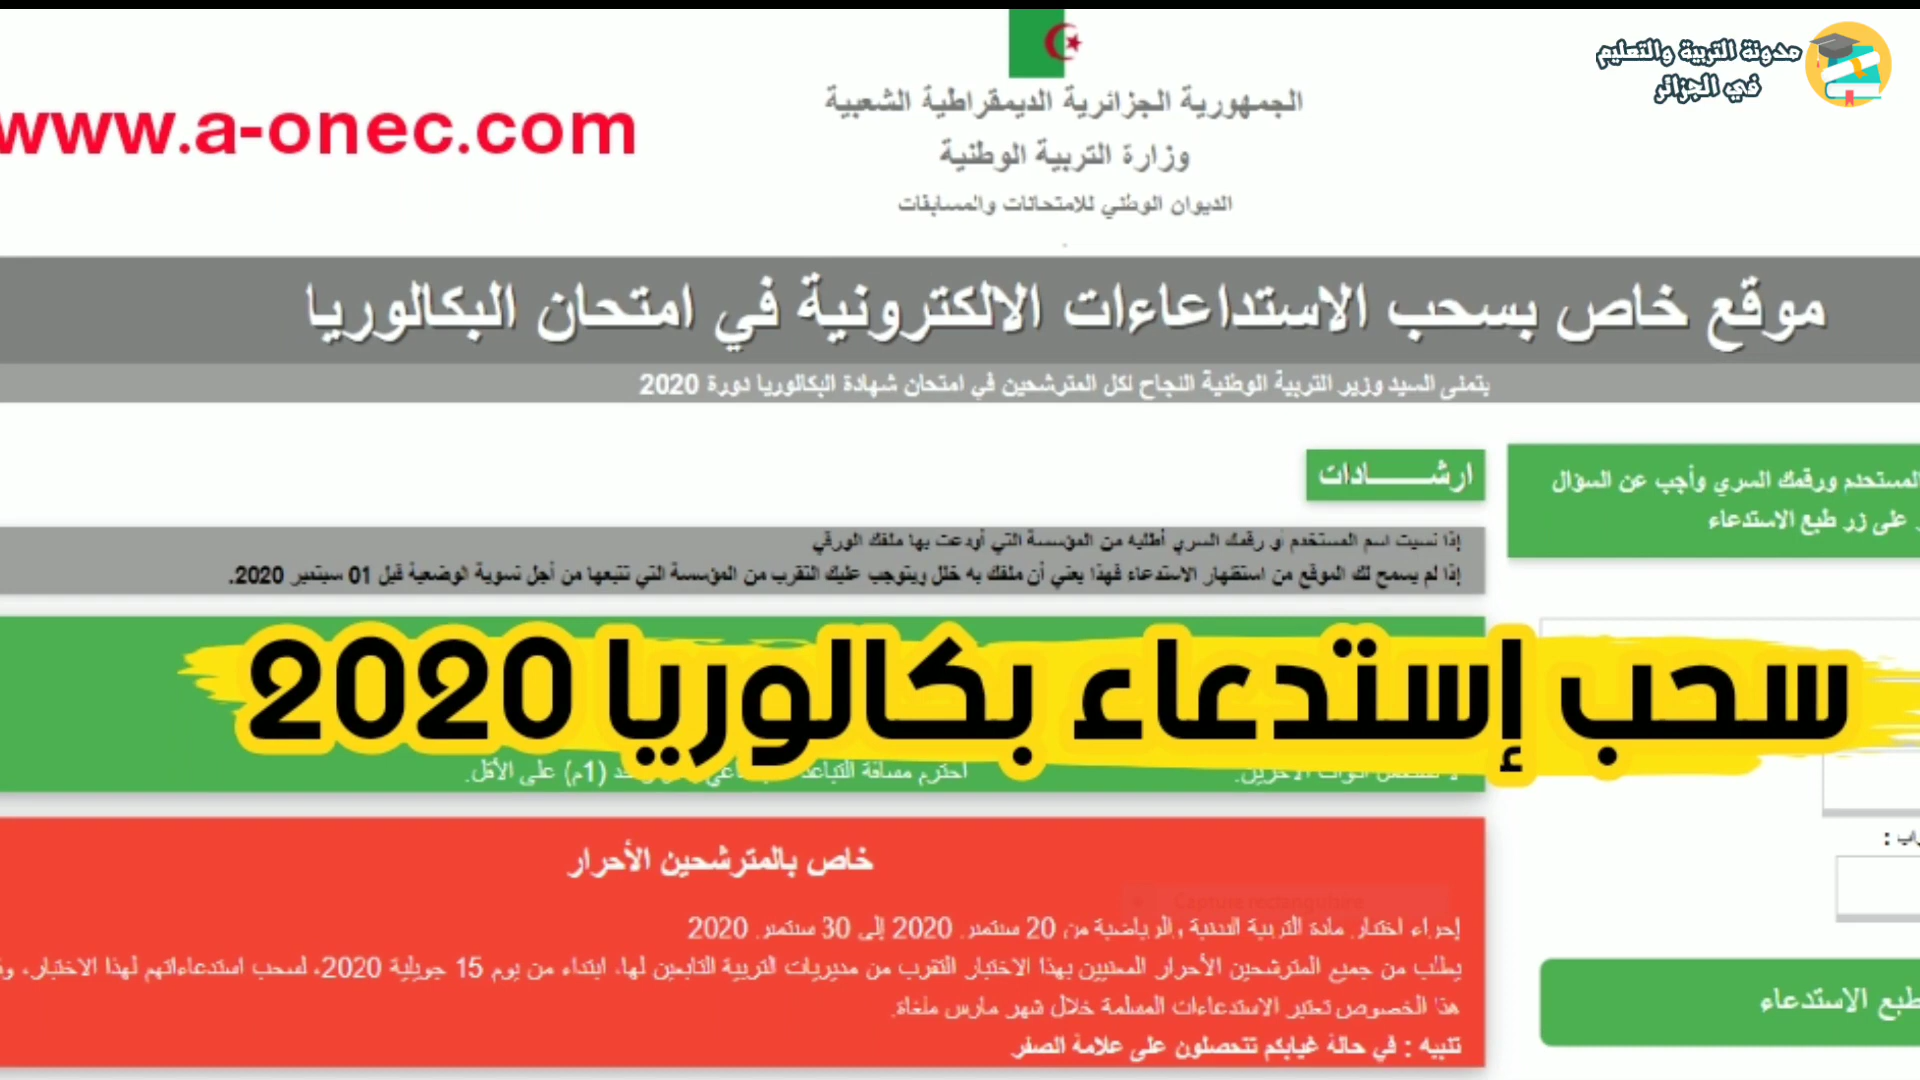 مدونة التربية والتعليم
في الجزائر
www.a-onec.com
الجمهورية الجزائرية الديمقراطية الشعبية
وزارة التربية الوطنية
الديوان الوطني للامتحانات والمسابقات
موقع خاص بسحب الاستداعاءات الالكترونية في امتحان البكالوريا
يتمنى السيد وزير التربية الوطنية النجاح لكل المترشحين في امتحان شهادة البكالوريا دورة 2020
المستخدم ورقمك السري وأجب عن السؤال
على زر طبع الاستدعاء
ارشـــــــادات
إذا نسيت اسم المستخدم أو رقمك السري أطلبه من المؤسسة التي أودعت بها ملفك الورقي
إذا لم يسمح لك الموقع من استظهار الاستدعاء فهذا يعني أن ملفك به خلل ويتوجب عليك التقرب من المؤسسة التي تتبعها من أجل تسوية الوضعية قبل 01 سبتمبر 2020.
سحب إستدعاء بكالوريا 2020
احترم مسافة (1م) على الأقل.
خاص بالمترشحين الأحرار
إجراء اختبار مادة التربية البدنية والرياضية من 20 سبتمبر 2020 إلى 30 سبتمبر 2020
يطلب من جميع المترشحين الأحرار المعنيين بهذا الاختبار التقرب من مديريات التربية التابعين لها، ابتداء من يوم 15 جويلية 2020، لسحب استدعاءاتهم لهذا الاختبار،
هذا الخصوص تعتبر الاستدعاءات المسلمة خلال شهر مارس ملغاة.
تنبيه : في حالة غيابكم تتحصلون على علامة الصفر
طبع الاستدعاء